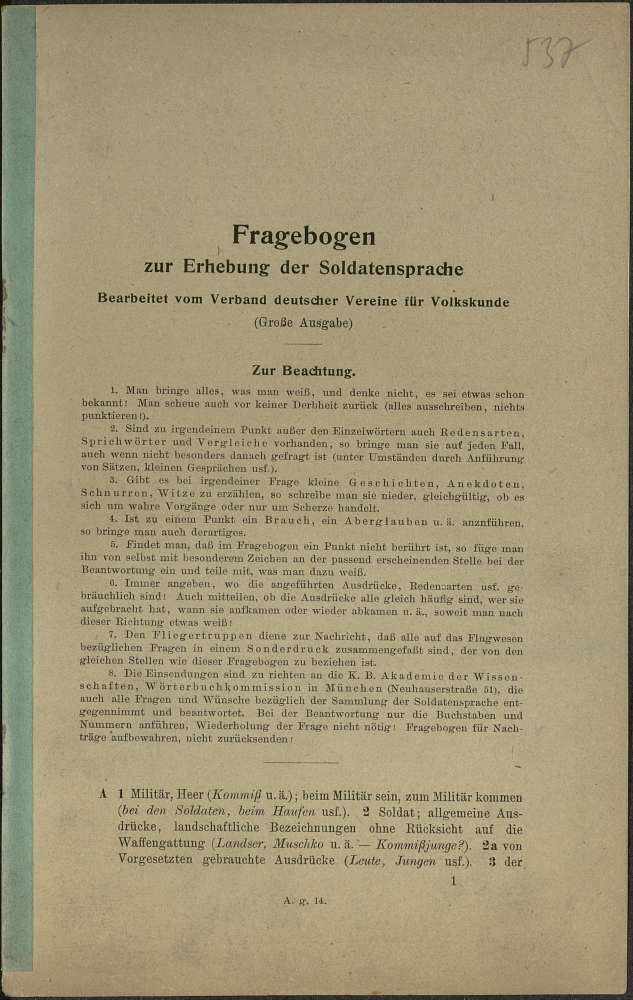 537
Fragebogen
zur Erhebung der Soldatensprache
Bearbeitet vom Verband deutscher Vereine für Volkskunde
(Große Ausgabe)
Zur Beachtung.
1. Man bringe alles, was man weiß, und denke nicht, es sei etwas schon
bekannt! Man scheue auch vor keiner Derbheit zurück (alles ausschreiben, nichts
punktieren!).
2. Sind zu irgendeinem Punkt außer den Einzelwörtern auch Redensarten,
Sprichwörter und Vergleiche vorhanden, so bringe man sie auf jeden Fall,
auch wenn nicht besonders danach gefragt ist (unter Umständen durch Anführung
von Sätzen, kleinen Gesprächen usf.).
3. Gibt es bei irgendeiner Frage kleine Geschichten, Anekdoten,
Schnurren, Witze zu erzählen, so schreibe man sie nieder, gleichgültig, ob es
sich um wahre Vorgänge oder nur um Scherze handelt.
4. Ist zu einem Punkt ein Brauch, ein Aberglauben u. ä. anznführen,
so bringe man auch derartiges.
5. Findet man, daß im Fragebogen ein Punkt nicht berührt ist, so füge man
ihn von selbst mit besonderem Zeichen an der passend erscheinenden Stelle bei der
Beantwortung ein und teile mit, was man dazu weiß.
6. Immer angeben, wo die angeführten Ausdrücke, Redensarten usf. ge-
bräuchlich sind! Auch mitteilen, ob die Ausdrücke alle gleich häufig sind, wer sie
aufgebracht hat, wann sie aufkamen oder wieder abkamen u. ä., soweit man nach
dieser Richtung etwas weiß!
7. Den Fliegertruppen diene zur Nachricht, daß alle auf das Flugwesen
bezüglichen Fragen in einem Sonderdruck zusammengefaßt sind, der von den
gleichen Stellen wie dieser Fragebogen zu beziehen ist.
8. Die Einsendungen sind zu richten an die K. B. Akademie der Wissen-
schaften, Wörterbuchkommission in München (Neuhauserstraße 51), die
auch alle Fragen und Wünsche bezüglich der Sammlung der Soldatensprache ent-
gegennimmt und beantwortet. Bei der Beantwortung nur die Buchstaben und
Nummern anführen, Wiederholung der Frage nicht nötig! Fragebogen für Nach-
träge aufbewahren, nicht zurücksenden!
A 1 Militär, Heer (Kommiß u. ä.); beim Militär sein, zum Militär kommen
(bei den Soldaten, beim Haufen usf.). 2 Soldat; allgemeine Aus-
drücke, landschaftliche Bezeichnungen ohne Rücksicht auf die
Waffengattung (Landser, Muschko u. ä. — Kommißjunge?). 2a von
Vorgesetzten gebrauchte Ausdrücke (Leute, Jungen usf.). 3 der
1
A. g. 14.